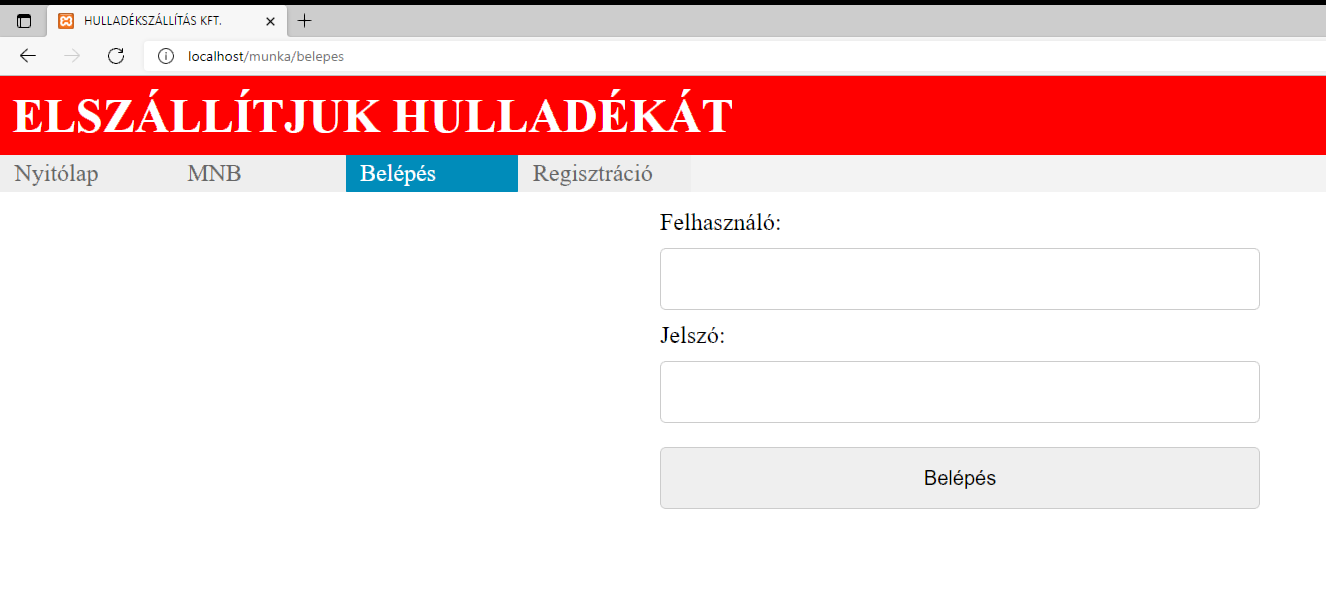 HULLADÉKSZÁLLÍTÁS KFT.
localhost/munka/belepes
ELSZÁLLÍTJUK HULLADÉKÁT
Nyitólap MNB Belépés Regisztráció
Felhasználó:
Jelszó:
Belépés